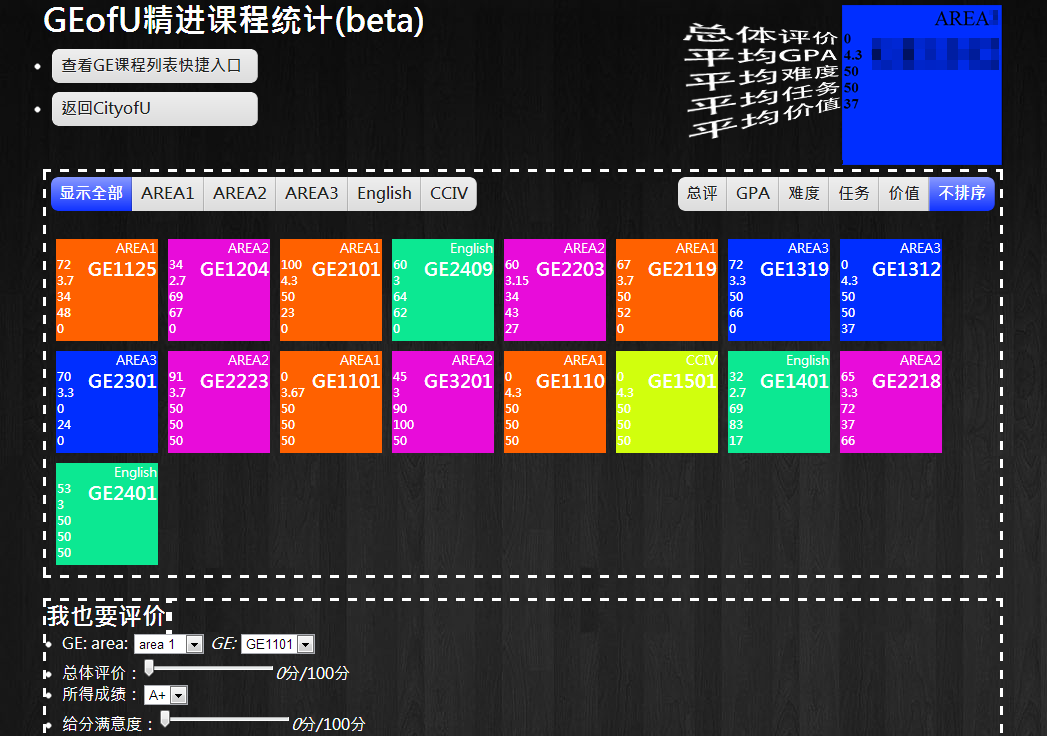 GEofU精进课程统计(beta)
查看GE课程列表快捷入口
返回CityofU
总体评价
平均GPA
平均难度
平均任务
平均价值
AREA
0
4.3
50
50
37
显示全部 AREA1 AREA2 AREA3 English CCIV
总评 GPA 难度 任务 价值 不排序
AREA1
GE1125
72
3.7
34
48
0
AREA2
GE1204
34
2.7
69
67
0
AREA1
GE2101
100
4.3
50
23
0
English
GE2409
60
3
64
62
0
AREA2
GE2203
60
3.15
34
43
27
AREA1
GE2119
67
3.7
50
52
0
AREA3
GE1319
72
3.3
50
66
0
AREA3
GE1312
0
4.3
50
50
37
AREA3
GE2301
70
3.3
0
24
0
AREA2
GE2223
91
3.7
50
50
50
AREA1
GE1101
0
3.67
50
50
50
AREA2
GE3201
45
3
90
100
50
AREA1
GE1110
0
4.3
50
50
50
CCIV
GE1501
0
4.3
50
50
50
English
GE1401
32
2.7
69
83
17
AREA2
GE2218
65
3.3
72
37
66
English
GE2401
53
3
50
50
50
我也要评价
GE: area: area 1 GE: GE1101
总体评价： 0分/100分
所得成绩： A+
给分满意度： 0分/100分